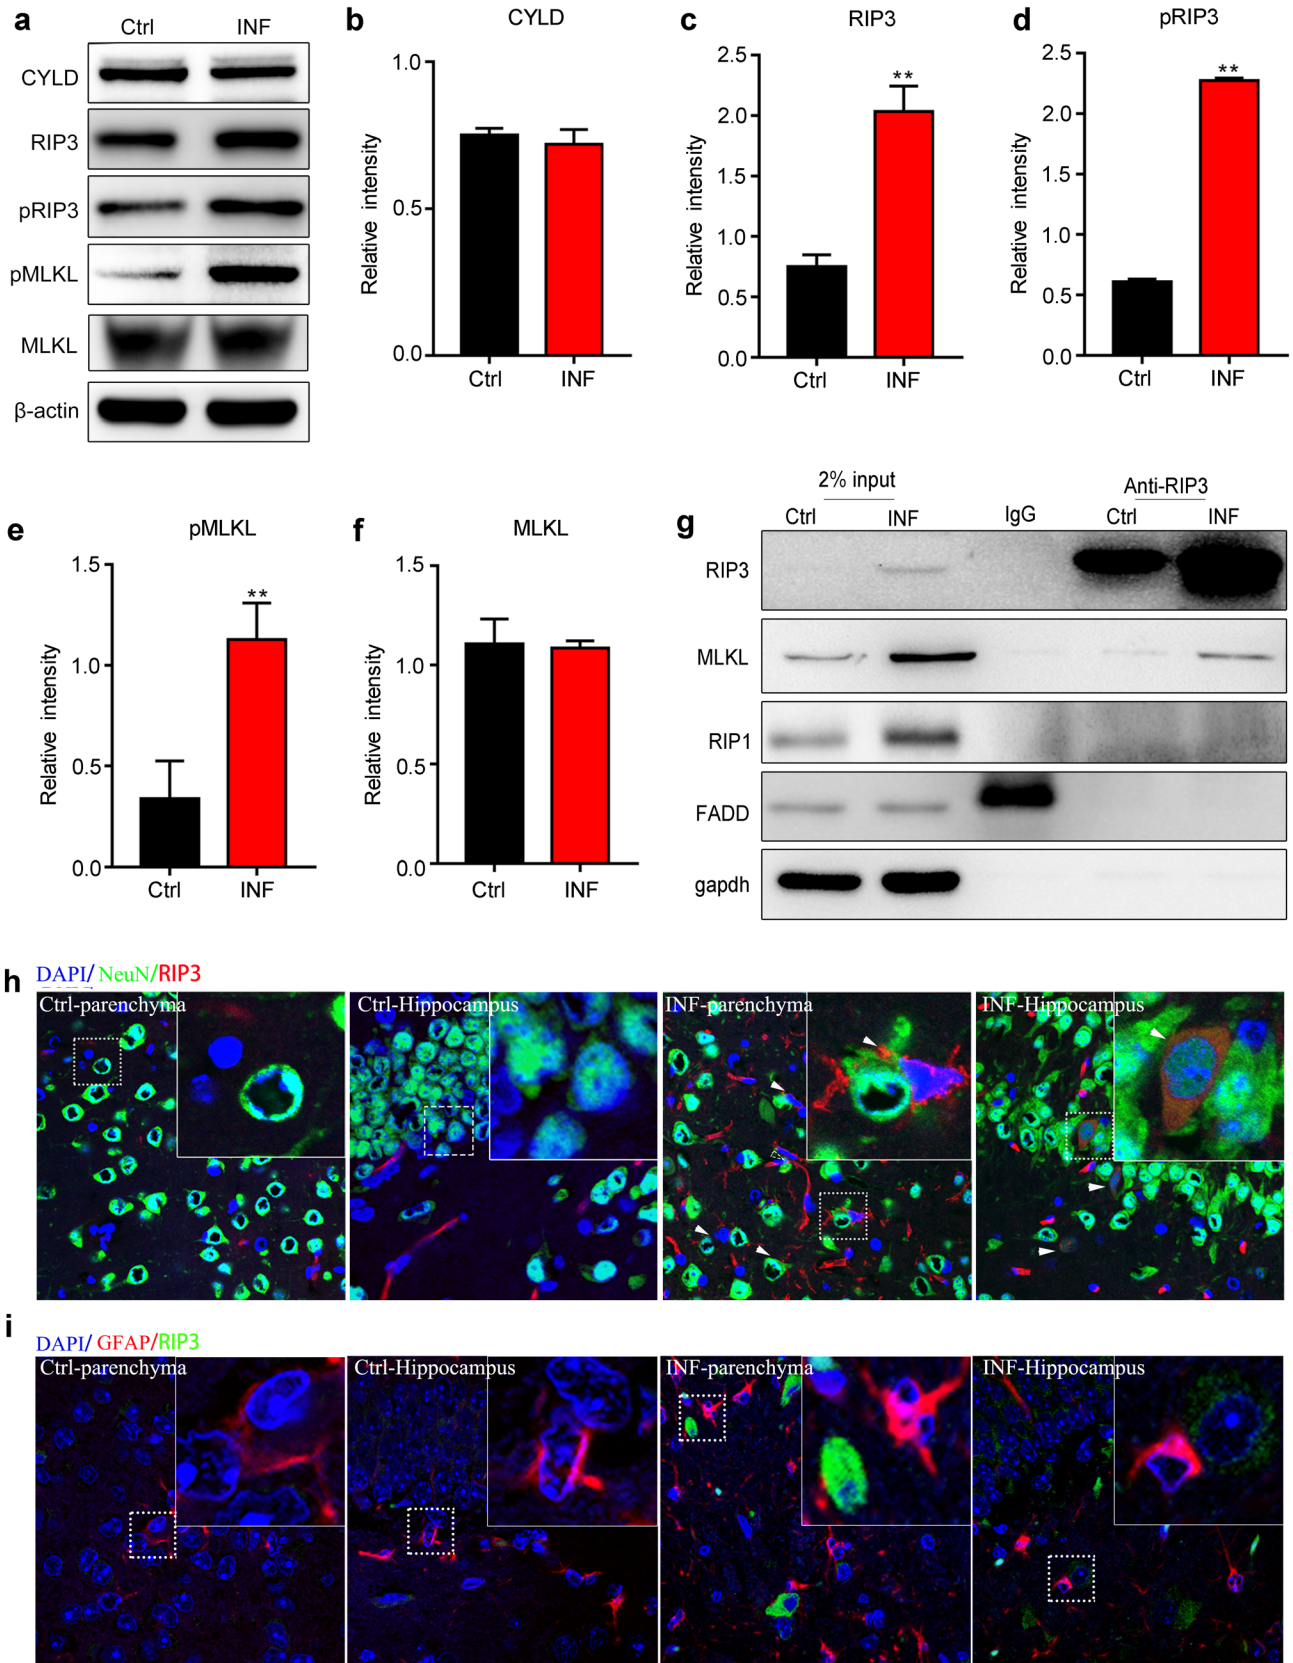 a
Ctrl INF
CYLD
RIP3
pRIP3
pMLKL
MLKL
β-actin
b
CYLD
Relative intensity
1.0
0.5
0.0
Ctrl INF
c
RIP3
Relative intensity
2.5
2.0
1.5
1.0
0.5
0.0
**
Ctrl INF
d
pRIP3
Relative intensity
2.5
2.0
1.5
1.0
0.5
0.0
**
Ctrl INF
e
pMLKL
Relative intensity
1.5
1.0
0.5
0.0
**
Ctrl INF
f
MLKL
Relative intensity
1.5
1.0
0.5
0.0
Ctrl INF
g
2% input Anti-RIP3
Ctrl INF IgG Ctrl INF
RIP3
MLKL
RIP1
FADD
gapdh
h
DAPI/ NeuN/RIP3
Ctrl-parenchyma Ctrl-Hippocampus INF-parenchyma INF-Hippocampus
i
DAPI/ GFAP/RIP3
Ctrl-parenchyma Ctrl-Hippocampus INF-parenchyma INF-Hippocampus